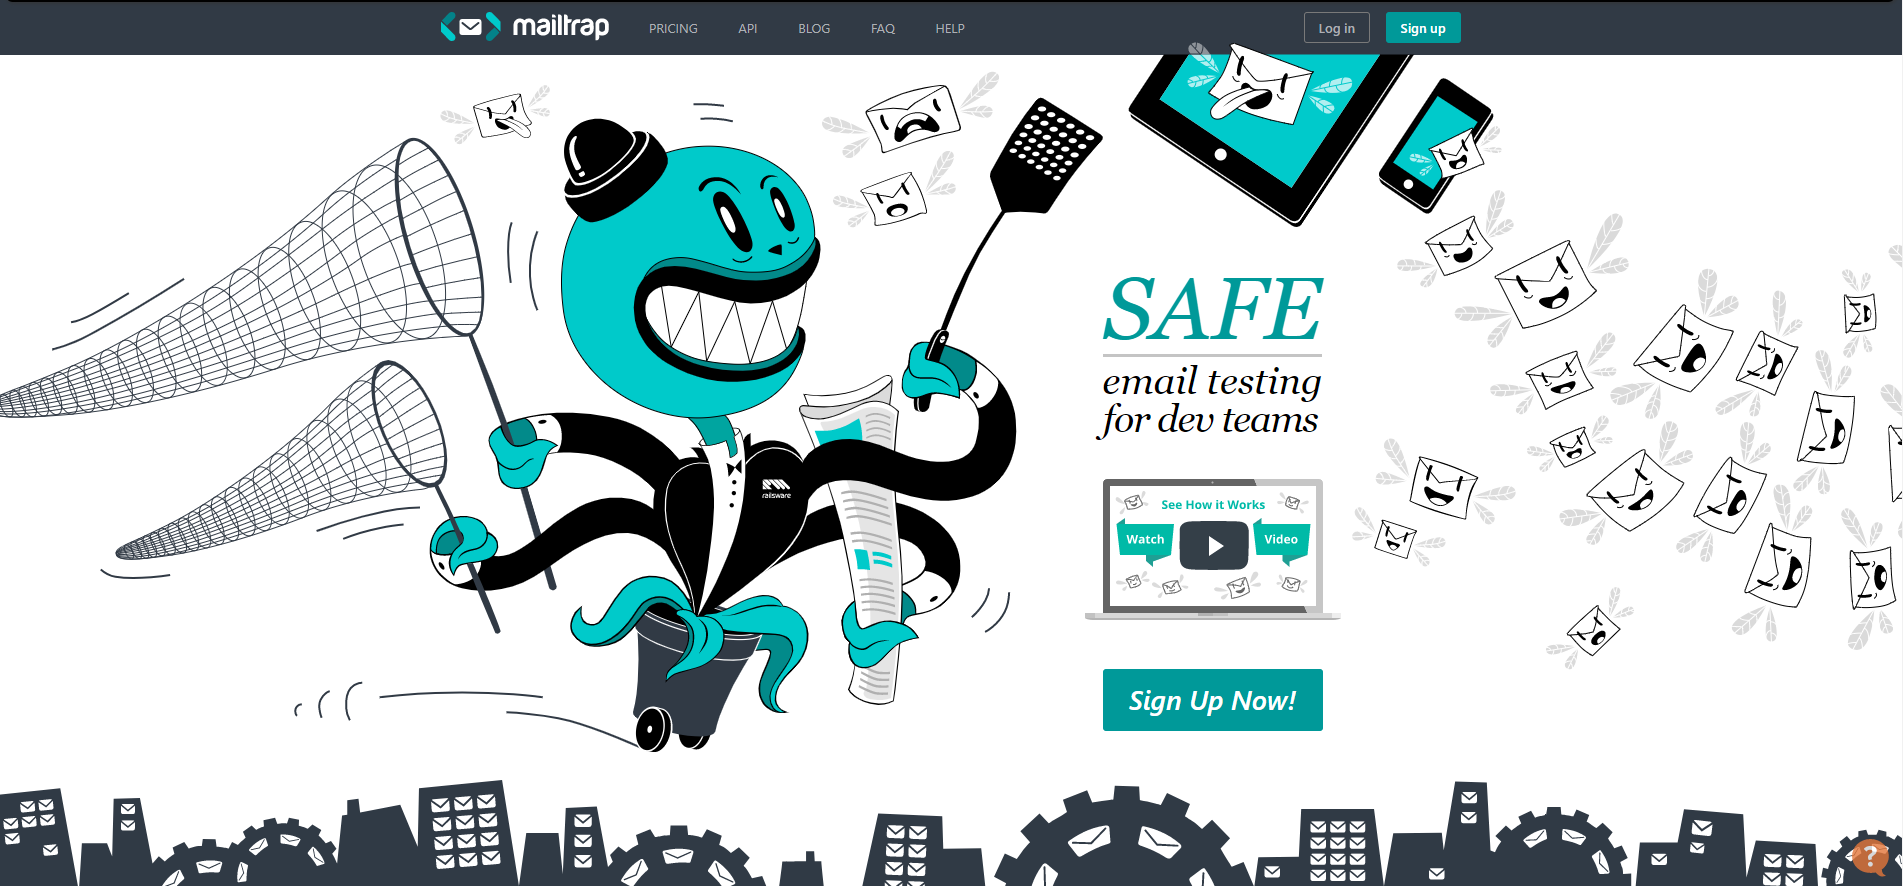 mailtrap
PRICING
API
BLOG
FAQ
HELP
Log in
Sign up
SAFE
email testing
for dev teams
railsware
See How it Works
Watch
Video
Sign Up Now!
?